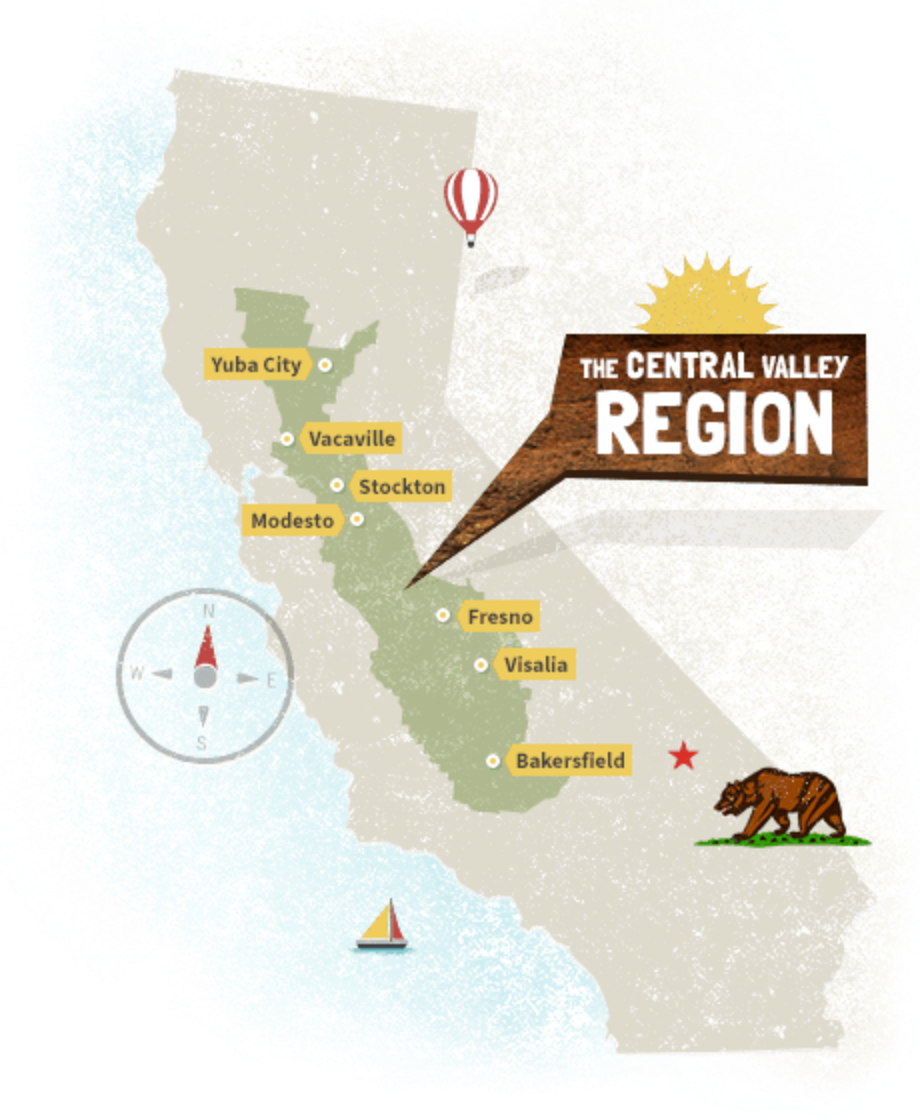 THE CENTRAL VALLEY
REGION
Yuba City
Vacaville
Stockton
Modesto
Fresno
Visalia
Bakersfield
N
W
E
S